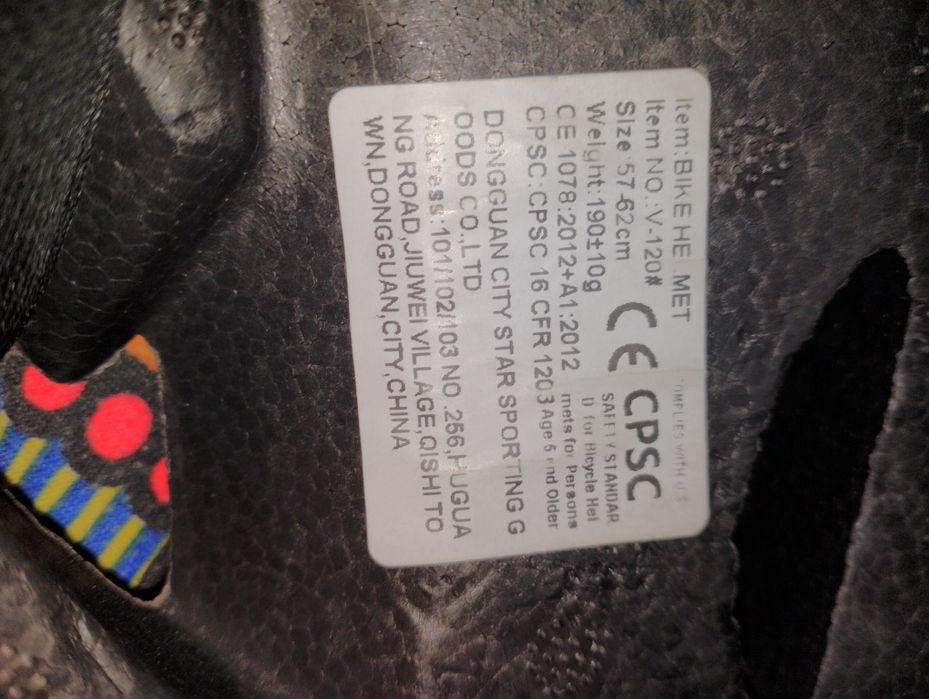 Item:BIKE HE MET
Item NO.:V-120#
Size 57-62cm
Weight:190±10g
CE 1078:2012+A1:2012
CPSC:CPSC 16 CFR 1203
CE CPSC
COMPLIES WITH U S
SAFETY STANDAR
D for Bicycle Hel
mets for Persons
Age 5 and Older
DONGGUAN CITY STAR SPORTING G
OODS CO.,LTD
Address:101/102/103 NO .256,HUGUA
NG ROAD,JIUWEI VILLAGE,QISHI TO
WN,DONGGUAN,CITY,CHINA